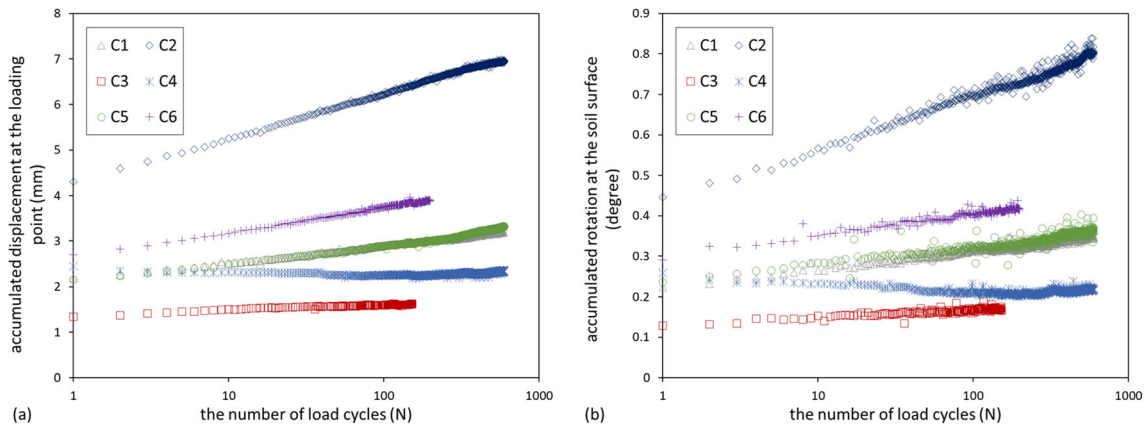 accumulated displacement at the loading
point (mm)
8
7
6
5
4
3
2
1
0
C1 C2
C3 C4
C5 C6
1 10 100 1000
(a) the number of load cycles (N)
accumulated rotation at the soil surface
(degree)
0.9
0.8
0.7
0.6
0.5
0.4
0.3
0.2
0.1
0
C1 C2
C3 C4
C5 C6
1 10 100 1000
(b) the number of load cycles (N)